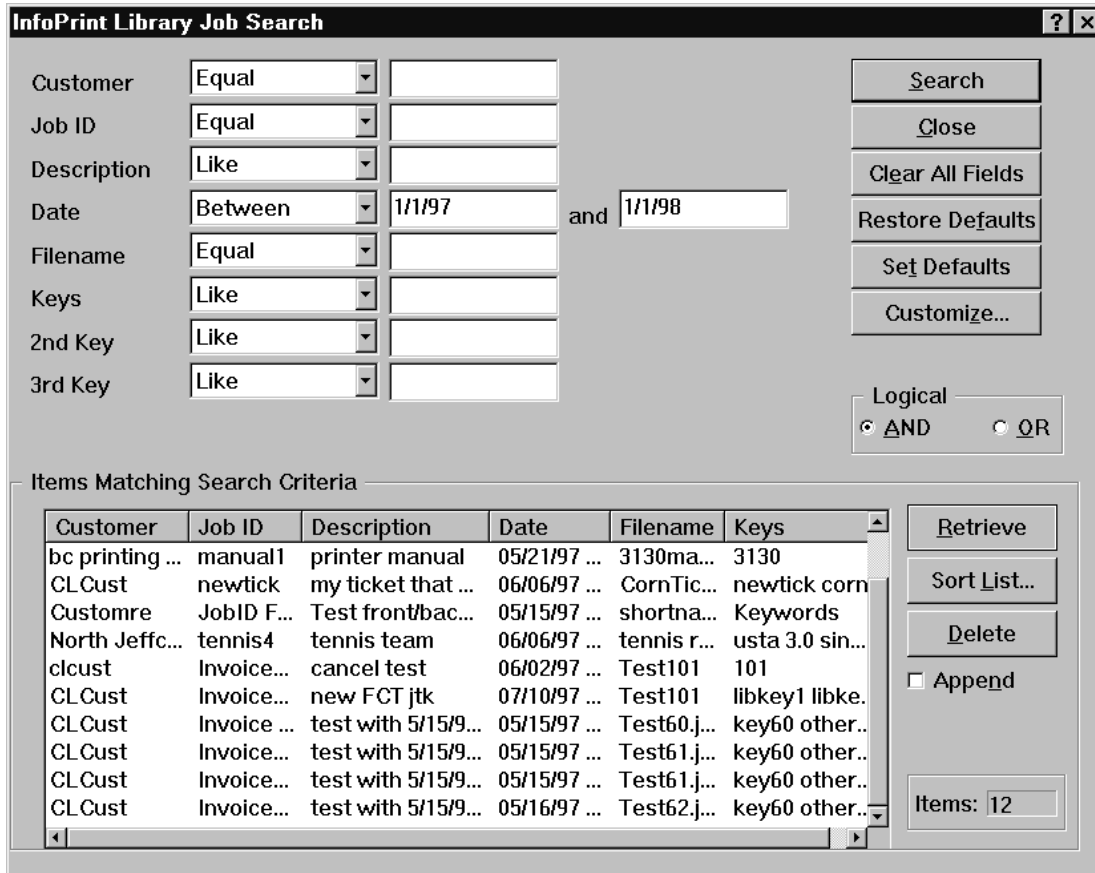 InfoPrint Library Job Search ? ×
Customer Equal Search
Job ID Equal Close
Description Like Clear All Fields
Date Between 1/1/97 and 1/1/98 Restore Defaults
Filename Equal Set Defaults
Keys Like Customize...
2nd Key Like
3rd Key Like
Logical
AND OR
Items Matching Search Criteria
Customer Job ID Description Date Filename Keys Retrieve
bc printing ... manual1 printer manual 05/21/97 ... 3130ma... 3130
CLCust newtick my ticket that ... 06/06/97 ... CornTic... newtick corn
Customre JobID F... Test front/bac... 05/15/97 ... shortna... Keywords
North Jeffc... tennis4 tennis team 06/06/97 ... tennis r... usta 3.0 sin...
clcust Invoice... cancel test 06/02/97 ... Test101 101
CLCust Invoice... new FCT jtk 07/10/97 ... Test101 libkey1 libke..
CLCust Invoice ... test with 5/15/9... 05/15/97 ... Test60.j... key60 other..
CLCust Invoice... test with 5/15/9... 05/15/97 ... Test61.j... key60 other..
CLCust Invoice... test with 5/15/9... 05/15/97 ... Test61.j... key60 other..
CLCust Invoice... test with 5/15/9... 05/16/97 ... Test62.j... key60 other..
Sort List...
Delete
Append
Items: 12